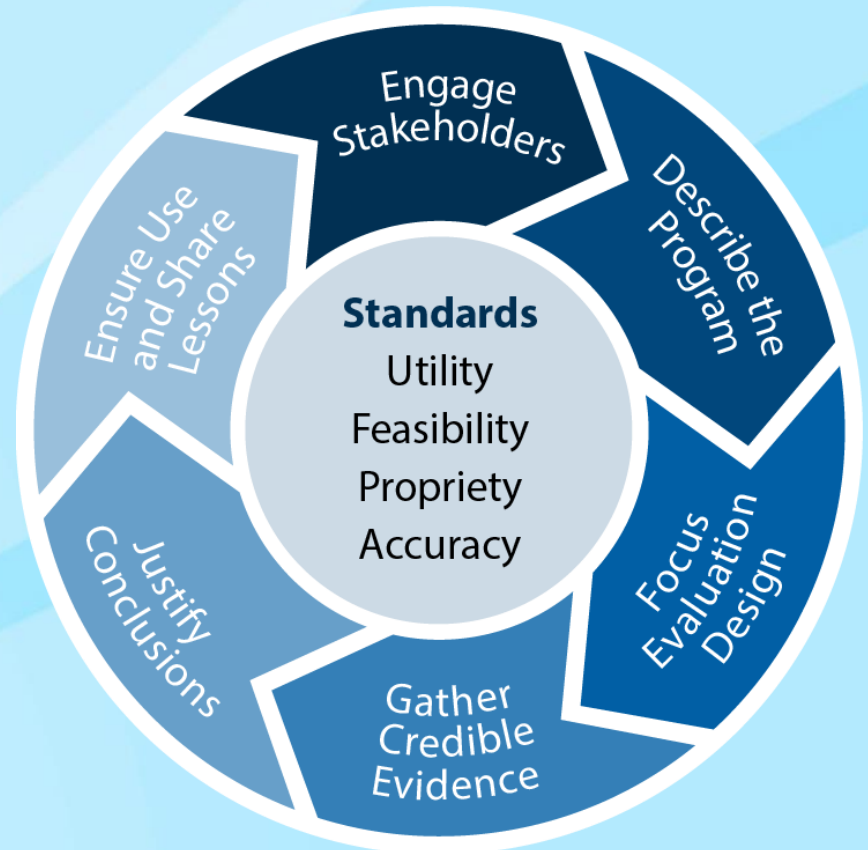 Engage
Stakeholders
Describe the
Program
Focus
Evaluation
Design
Gather
Credible
Evidence
Justify
Conclusions
Ensure Use
and Share
Lessons
Standards
Utility
Feasibility
Propriety
Accuracy